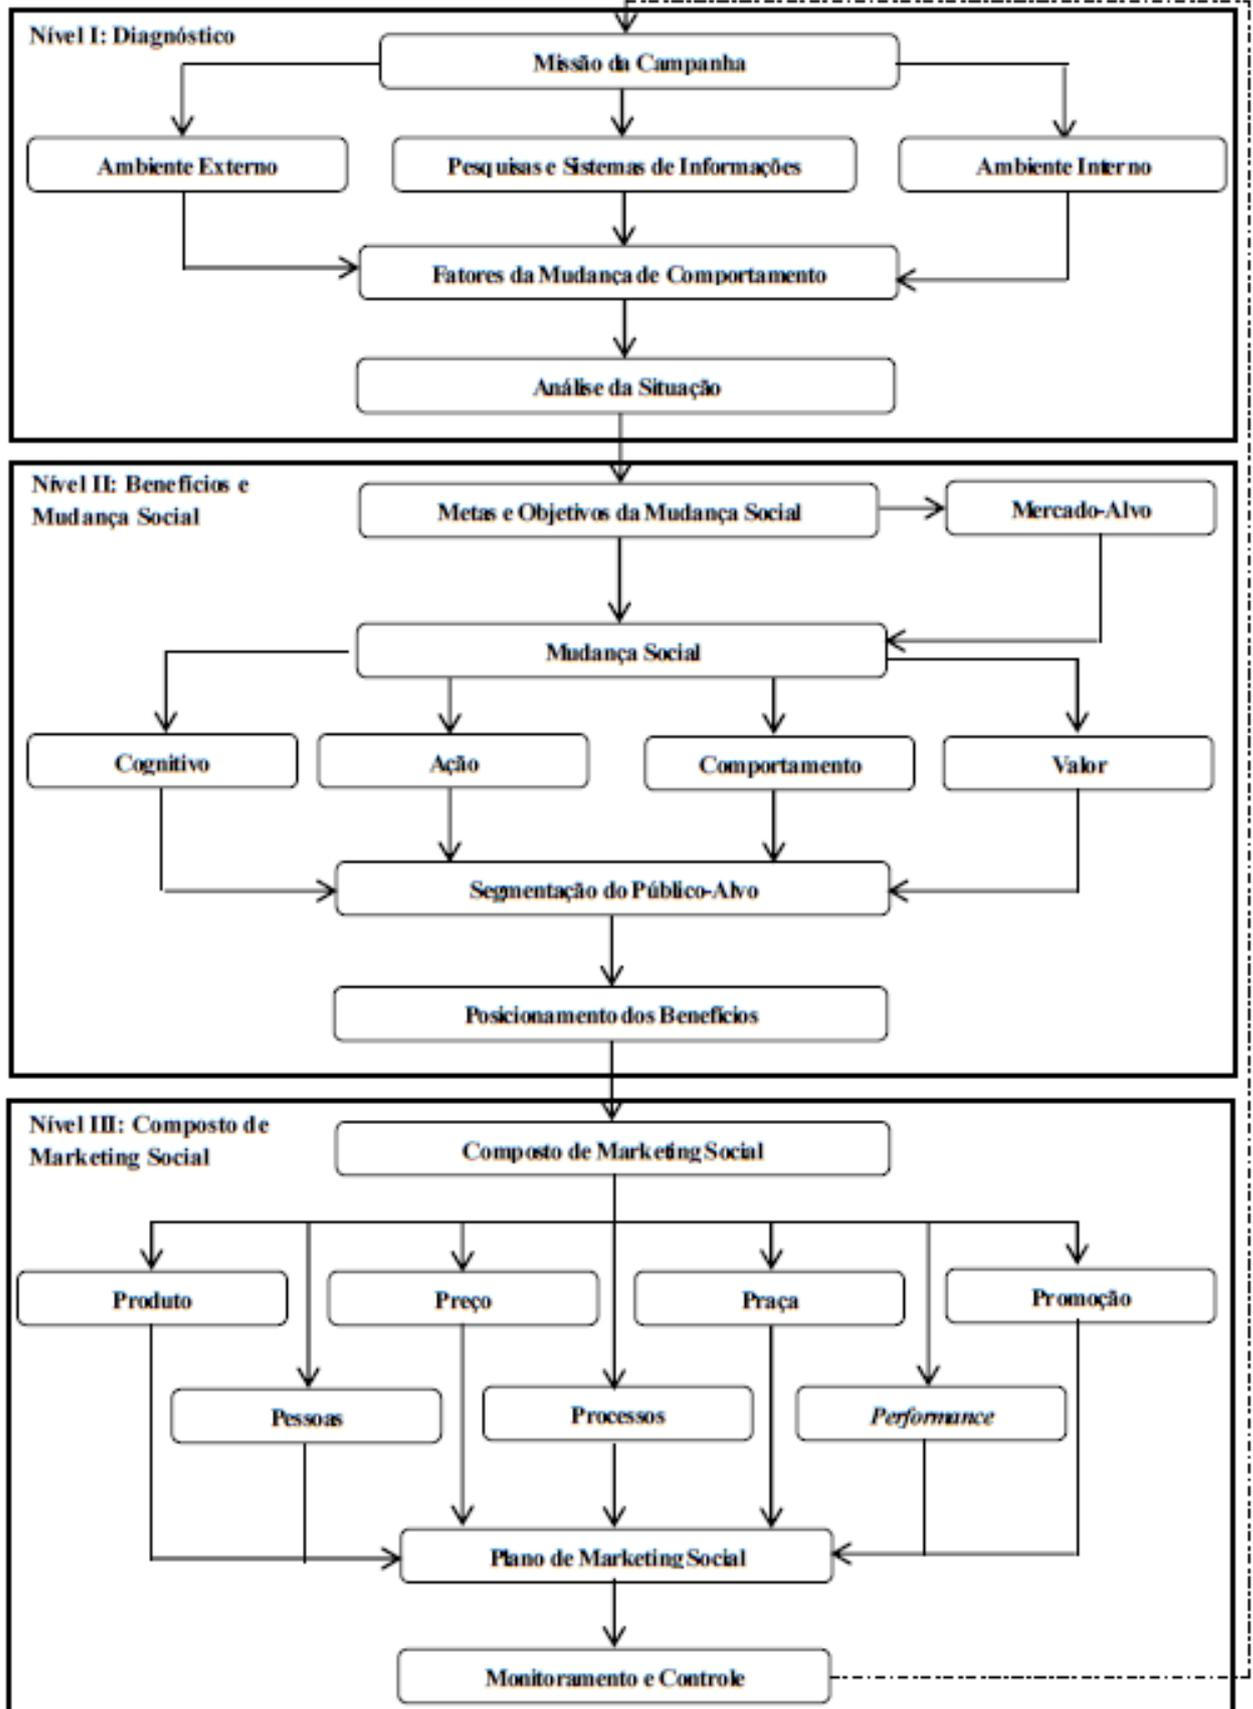 Nível I: Diagnóstico
Missão da Campanha
Ambiente Externo
Pesquisas e Sistemas de Informações
Ambiente Interno
Fatores da Mudança de Comportamento
Análise da Situação
Nível II: Benefícios e
Mudança Social
Metas e Objetivos da Mudança Social
Mercado-Alvo
Mudança Social
Cognitivo
Ação
Comportamento
Valor
Segmentação do Público-Alvo
Posicionamento dos Benefícios
Nível III: Composto de
Marketing Social
Composto de Marketing Social
Produto
Preço
Praça
Promoção
Pessoas
Processos
Performance
Plano de Marketing Social
Monitoramento e Controle